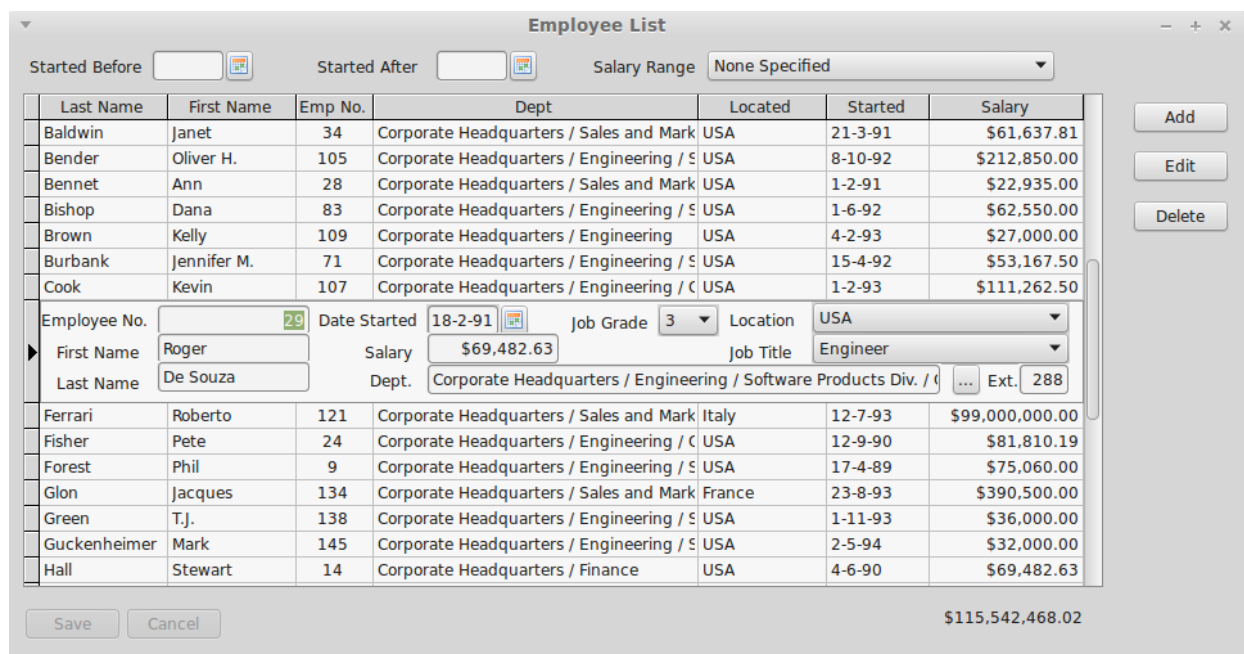 Employee List
Started Before Started After Salary Range None Specified
Last Name First Name Emp No. Dept Located Started Salary
Add
Baldwin Janet 34 Corporate Headquarters / Sales and Mark USA 21-3-91 $61,637.81
Bender Oliver H. 105 Corporate Headquarters / Engineering / S USA 8-10-92 $212,850.00
Edit
Bennet Ann 28 Corporate Headquarters / Sales and Mark USA 1-2-91 $22,935.00
Bishop Dana 83 Corporate Headquarters / Engineering / S USA 1-6-92 $62,550.00
Delete
Brown Kelly 109 Corporate Headquarters / Engineering USA 4-2-93 $27,000.00
Burbank Jennifer M. 71 Corporate Headquarters / Engineering / S USA 15-4-92 $53,167.50
Cook Kevin 107 Corporate Headquarters / Engineering / C USA 1-2-93 $111,262.50
Employee No. 29 Date Started 18-2-91 Job Grade 3 Location USA
First Name Roger Salary $69,482.63 Job Title Engineer
Last Name De Souza Dept. Corporate Headquarters / Engineering / Software Products Div. / C ... Ext. 288
Ferrari Roberto 121 Corporate Headquarters / Sales and Mark Italy 12-7-93 $99,000,000.00
Fisher Pete 24 Corporate Headquarters / Engineering / C USA 12-9-90 $81,810.19
Forest Phil 9 Corporate Headquarters / Engineering / S USA 17-4-89 $75,060.00
Glon Jacques 134 Corporate Headquarters / Sales and Mark France 23-8-93 $390,500.00
Green T.J. 138 Corporate Headquarters / Engineering / S USA 1-11-93 $36,000.00
Guckenheimer Mark 145 Corporate Headquarters / Engineering / S USA 2-5-94 $32,000.00
Hall Stewart 14 Corporate Headquarters / Finance USA 4-6-90 $69,482.63
Save Cancel $115,542,468.02